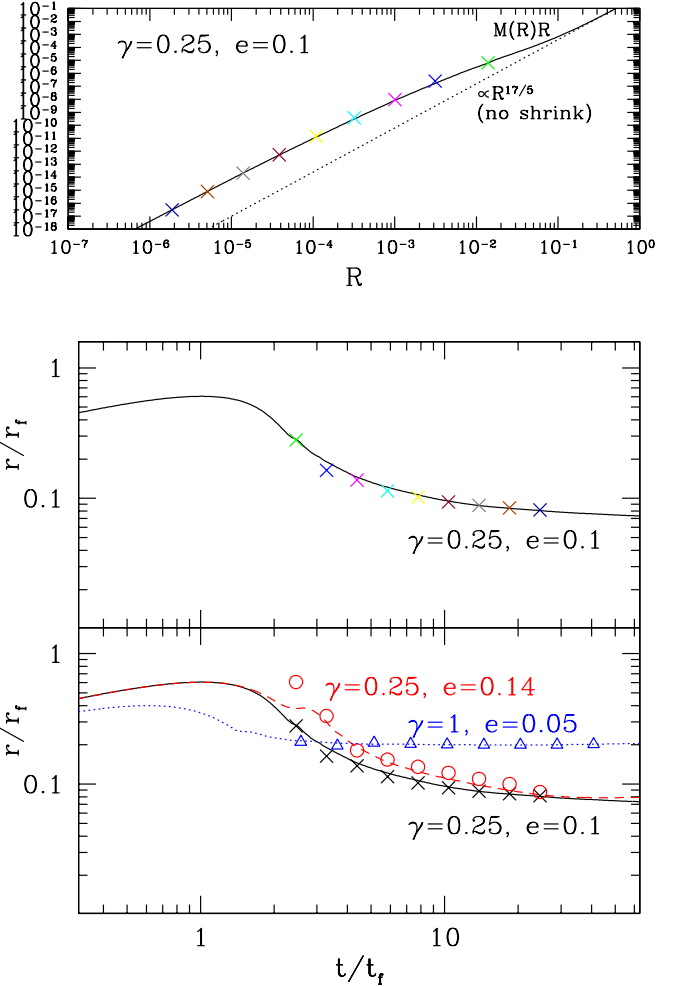 10⁻¹
10⁻²
10⁻³
10⁻⁴
10⁻⁵
10⁻⁶
10⁻⁷
10⁻⁸
10⁻⁹
10⁻¹⁰
10⁻¹¹
10⁻¹²
10⁻¹³
10⁻¹⁴
10⁻¹⁵
10⁻¹⁶
10⁻¹⁷
10⁻¹⁸
γ=0.25, e=0.1
M(R)R
∝R¹⁷/⁵
(no shrink)
10⁻⁷ 10⁻⁶ 10⁻⁵ 10⁻⁴ 10⁻³ 10⁻² 10⁻¹ 10⁰
R
1
r/r_f
0.1
γ=0.25, e=0.1
1
r/r_f
0.1
γ=0.25, e=0.14
γ=1, e=0.05
γ=0.25, e=0.1
1 10
t/t_f